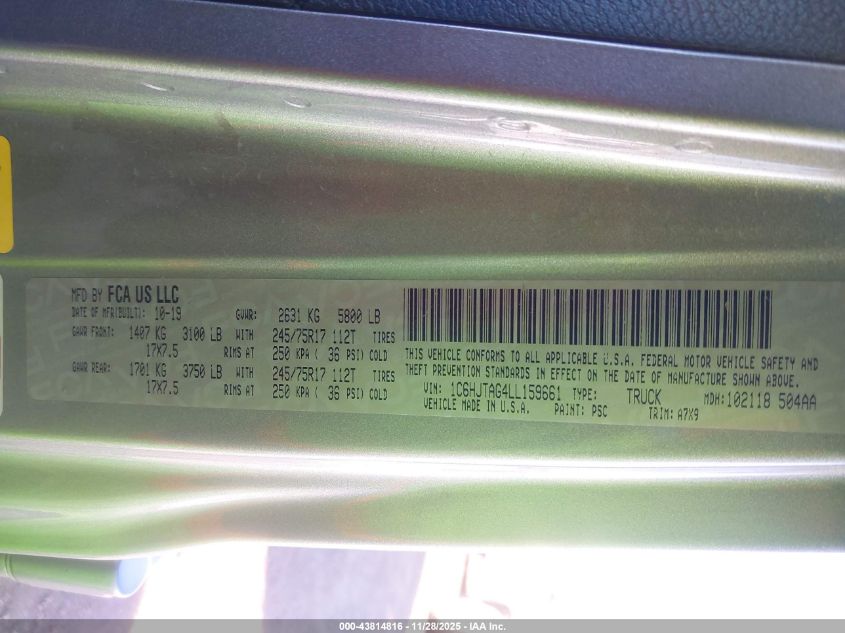 MFD BY FCA US LLC
DATE OF MFR(BUILT): 10-19 GVWR: 2631 KG 5800 LB
GAWR FRONT: 1407 KG 3100 LB WITH 245/75R17 112T TIRES
17X7.5 RIMS AT 250 KPA ( 36 PSI) COLD
GAWR REAR: 1701 KG 3750 LB WITH 245/75R17 112T TIRES
17X7.5 RIMS AT 250 KPA ( 36 PSI) COLD
THIS VEHICLE CONFORMS TO ALL APPLICABLE U.S.A. FEDERAL MOTOR VEHICLE SAFETY AND
THEFT PREVENTION STANDARDS IN EFFECT ON THE DATE OF MANUFACTURE SHOWN ABOVE.
VIN: 1C6HJTAG4LL159661 TYPE: TRUCK MDH: 102118 504AA
VEHICLE MADE IN U.S.A. PAINT: PSC TRIM: A7X9
000-43814816 - 11/28/2025 - IAA Inc.